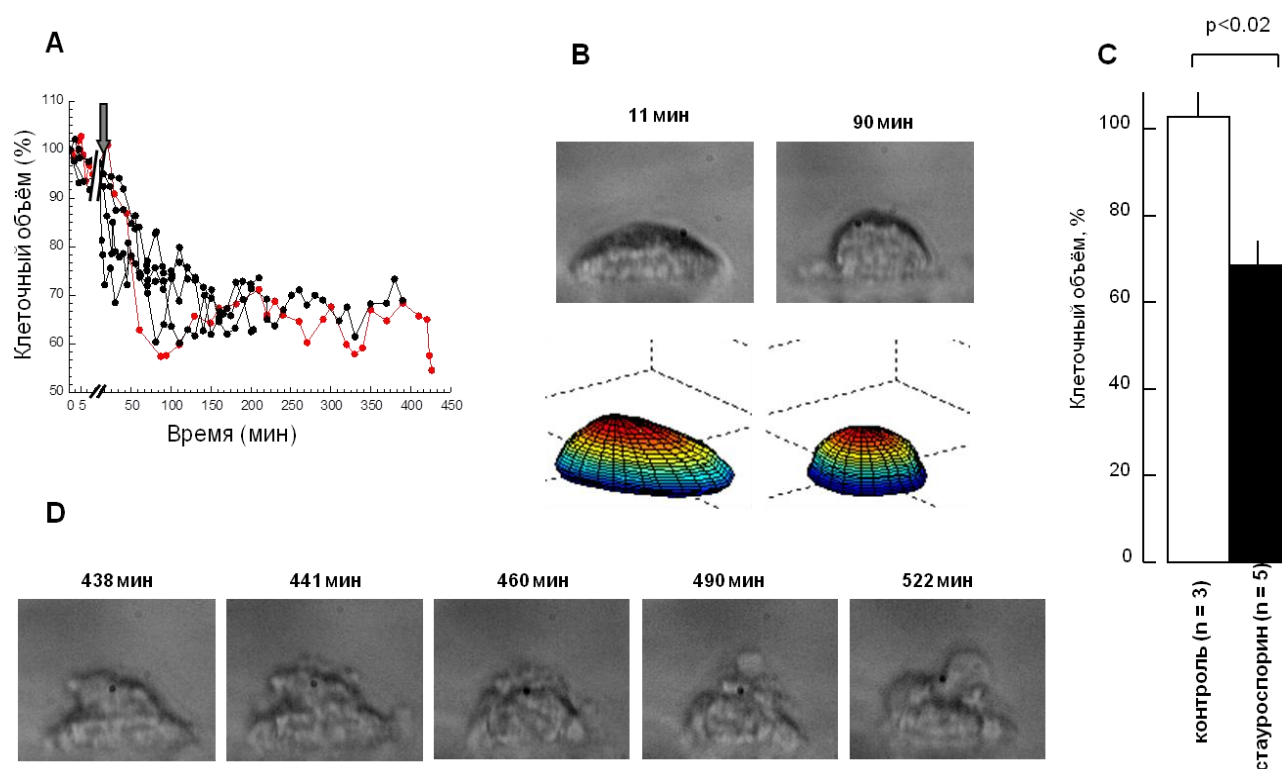 A
Клеточный объём (%)
110
100
90
80
70
60
50
0 5 50 100 150 200 250 300 350 400 450
Время (мин)
B
11 мин
90 мин
C
p<0.02
Клеточный объём, %
100
80
60
40
20
0
контроль (n = 3)
стауроспорин (n = 5)
D
438 мин
441 мин
460 мин
490 мин
522 мин